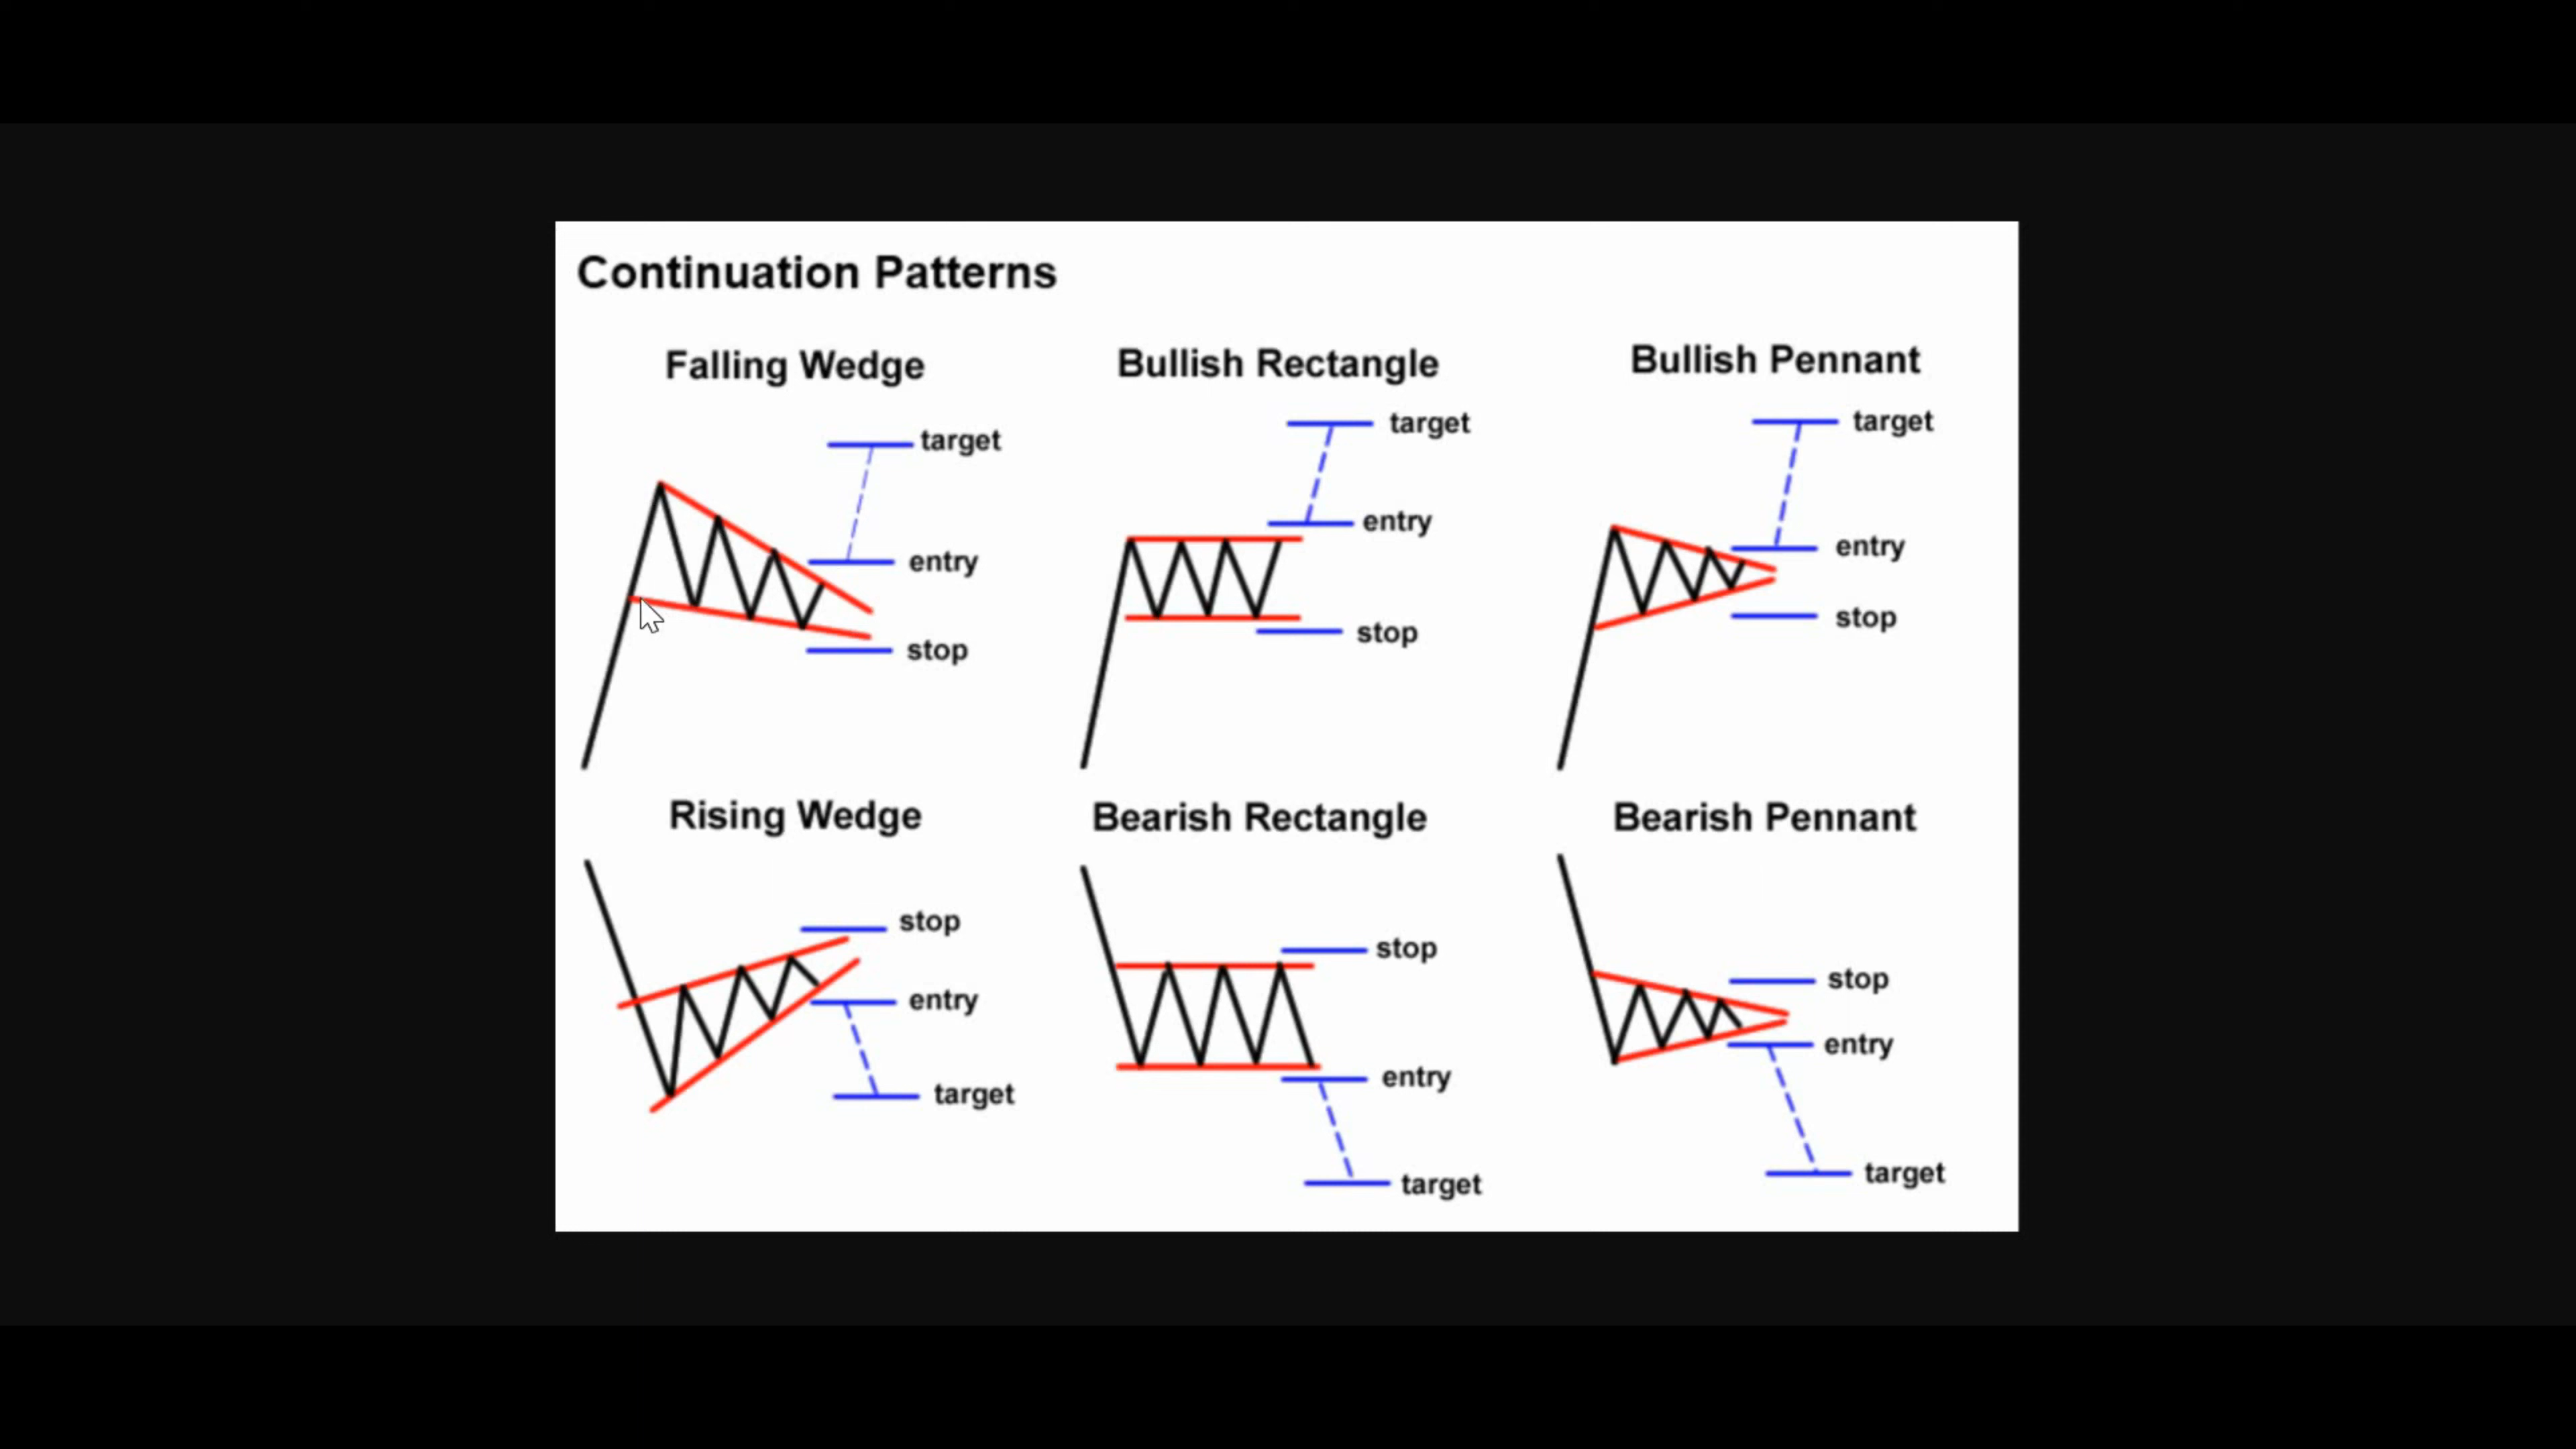 Continuation Patterns
Falling Wedge
target
entry
stop
Bullish Rectangle
target
entry
stop
Bullish Pennant
target
entry
stop
Rising Wedge
stop
entry
target
Bearish Rectangle
stop
entry
target
Bearish Pennant
stop
entry
target